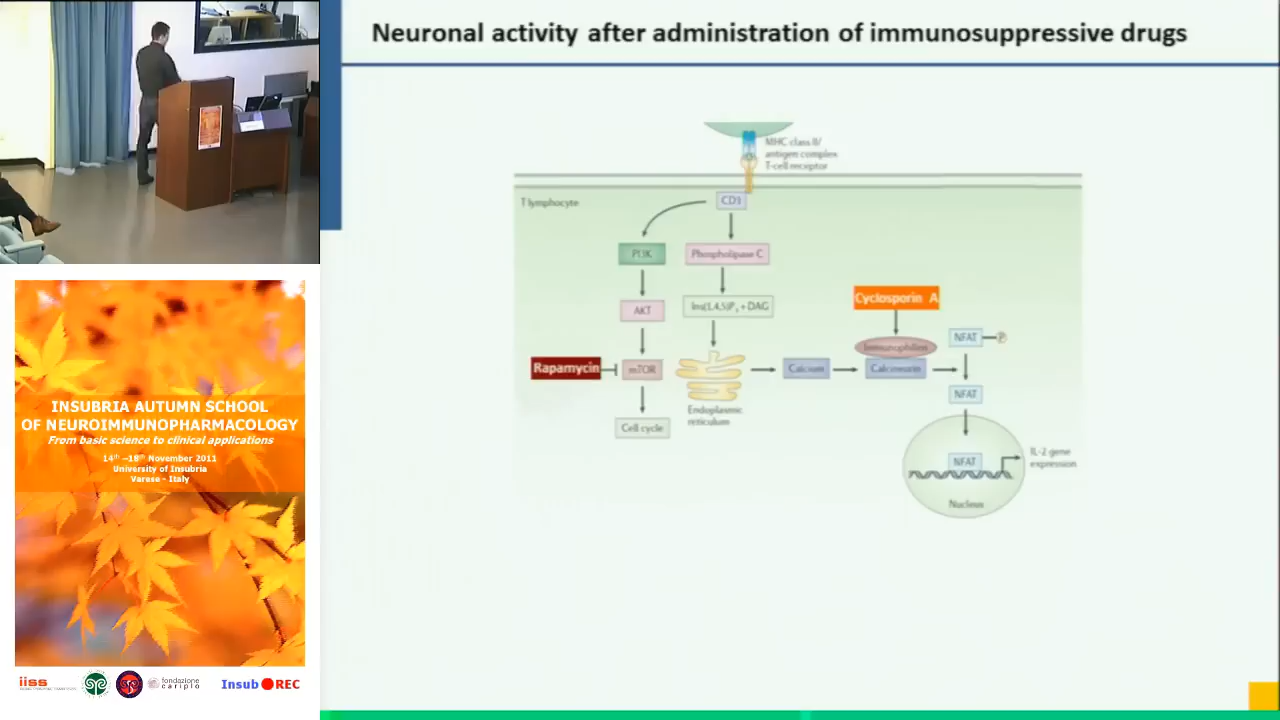 Neuronal activity after administration of immunosuppressive drugs
MHC class II/
antigen complex
T-cell receptor
T lymphocyte
CD3
PI3K
Phospholipase C
AKT
Ins(1,4,5)P3 + DAG
Cyclosporin A
Immunophilins
NFAT
P
Rapamycin
mTOR
Calcium
Calcineurin
NFAT
Endoplasmic
reticulum
Cell cycle
NFAT
IL-2 gene
expression
Nucleus
INSUBRIA AUTUMN SCHOOL
OF NEUROIMMUNOPHARMACOLOGY
From basic science to clinical applications
14th –18th November 2011
University of Insubria
Varese - Italy
iiss
fondazione
cariplo
Insub REC